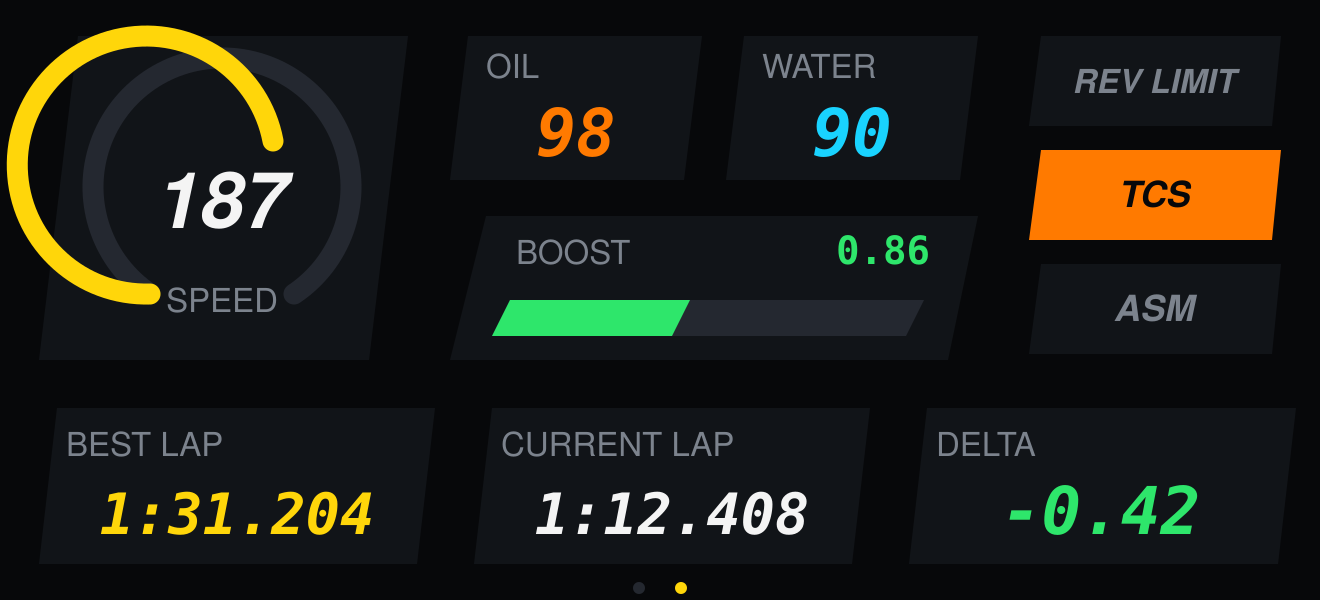 187
SPEED
OIL
98
WATER
90
BOOST
0.86
REV LIMIT
TCS
ASM
BEST LAP
1:31.204
CURRENT LAP
1:12.408
DELTA
-0.42